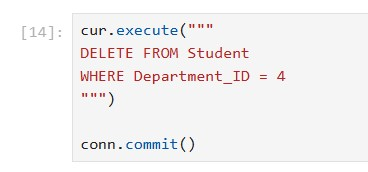 [14]: cur.execute("""
DELETE FROM Student
WHERE Department_ID = 4
""")
conn.commit()